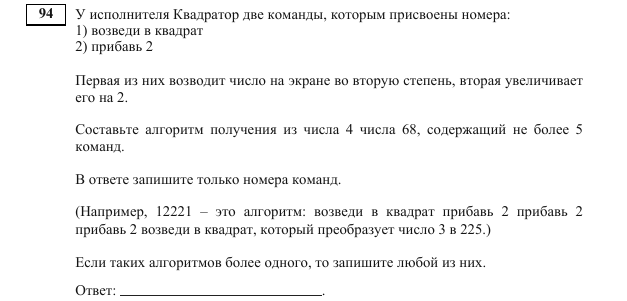 94
У исполнителя Квадратор две команды, которым присвоены номера:
1) возведи в квадрат
2) прибавь 2
Первая из них возводит число на экране во вторую степень, вторая увеличивает
его на 2.
Составьте алгоритм получения из числа 4 числа 68, содержащий не более 5
команд.
В ответе запишите только номера команд.
(Например, 12221 – это алгоритм: возведи в квадрат прибавь 2 прибавь 2
прибавь 2 возведи в квадрат, который преобразует число 3 в 225.)
Если таких алгоритмов более одного, то запишите любой из них.
Ответ: ______________________________.